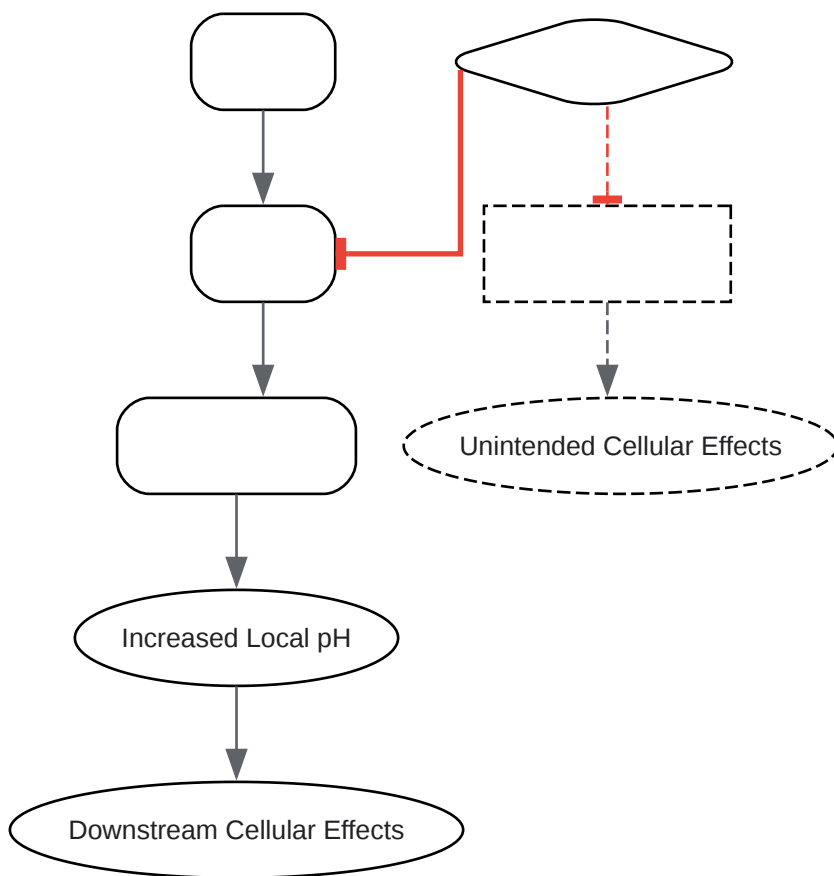 Unintended Cellular Effects
Increased Local pH
Downstream Cellular Effects